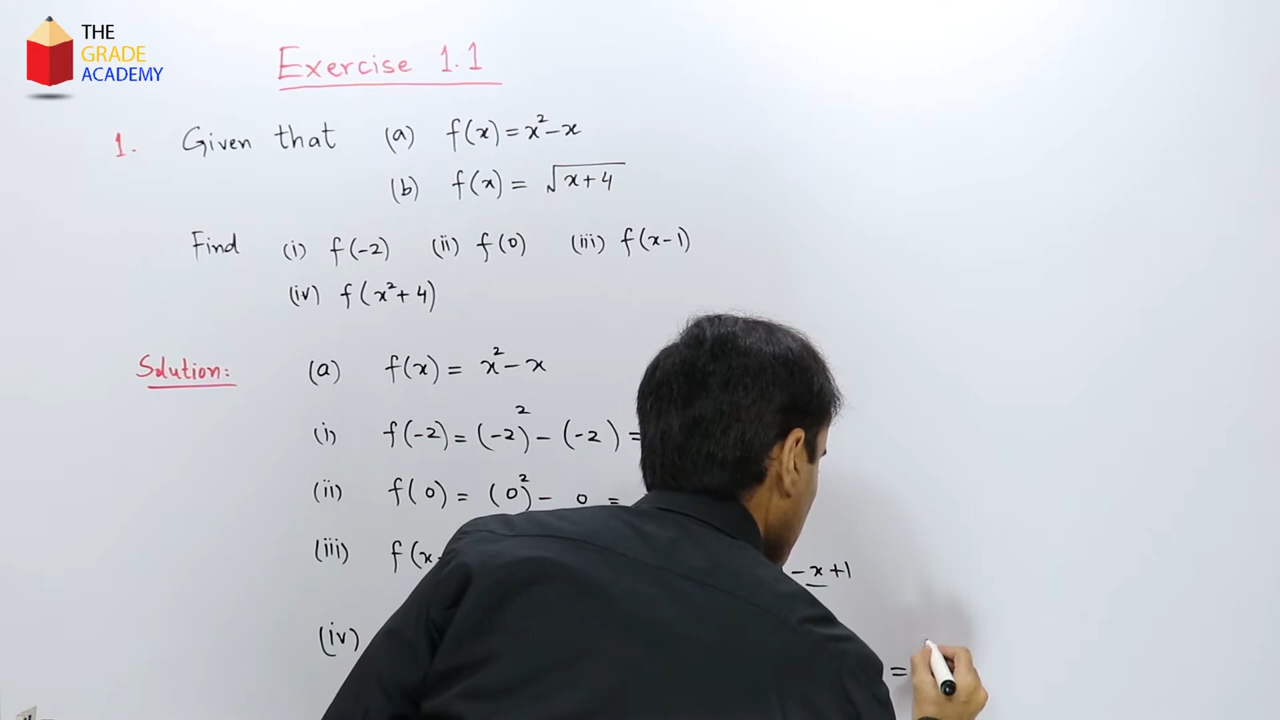 THE
GRADE
ACADEMY
Exercise 1.1
1. Given that (a) f(x) = x² - x
(b) f(x) = √(x+4)
Find (i) f(-2) (ii) f(0) (iii) f(x-1)
(iv) f(x²+4)
Solution: (a) f(x) = x² - x
(i) f(-2) = (-2)² - (-2) =
(ii) f(0) = (0)² - 0 =
(iii) f(x - x + 1
(iv) =